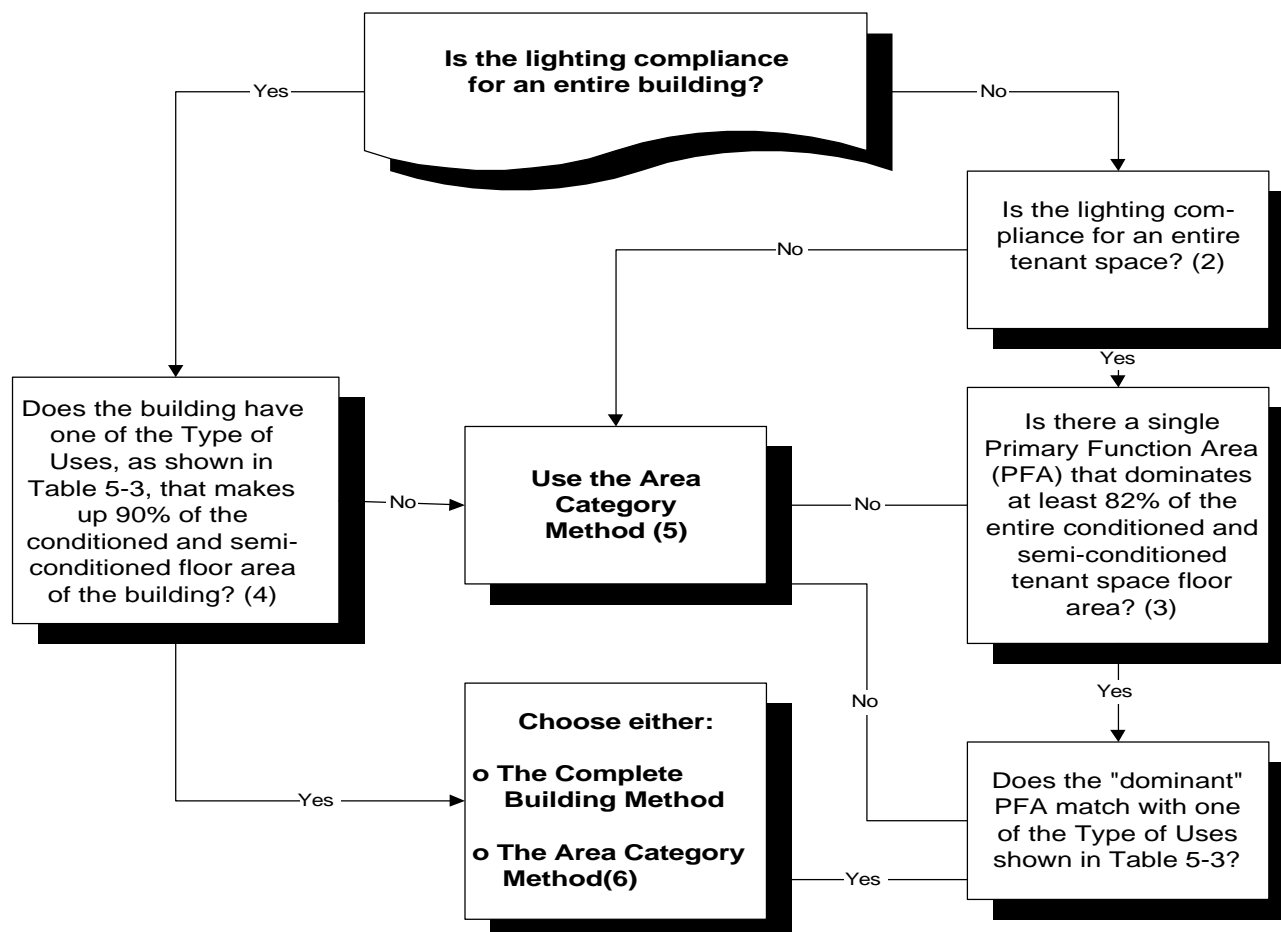 Is the lighting compliance
for an entire building?
Yes
No
Is the lighting com-
pliance for an entire
tenant space? (2)
No
Yes
Does the building have
one of the Type of
Uses, as shown in
Table 5-3, that makes
up 90% of the
conditioned and semi-
conditioned floor area
of the building? (4)
No
Use the Area
Category
Method (5)
No
Is there a single
Primary Function Area
(PFA) that dominates
at least 82% of the
entire conditioned and
semi-conditioned
tenant space floor
area? (3)
Yes
No
Yes
Choose either:
o The Complete
Building Method
o The Area Category
Method(6)
Yes
Does the "dominant"
PFA match with one
of the Type of Uses
shown in Table 5-3?